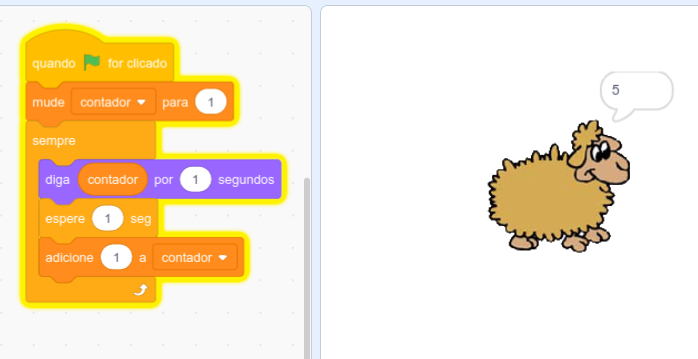 quando for clicado
mude contador para 1
sempre
diga contador por 1 segundos
espere 1 seg
adicione 1 a contador
5